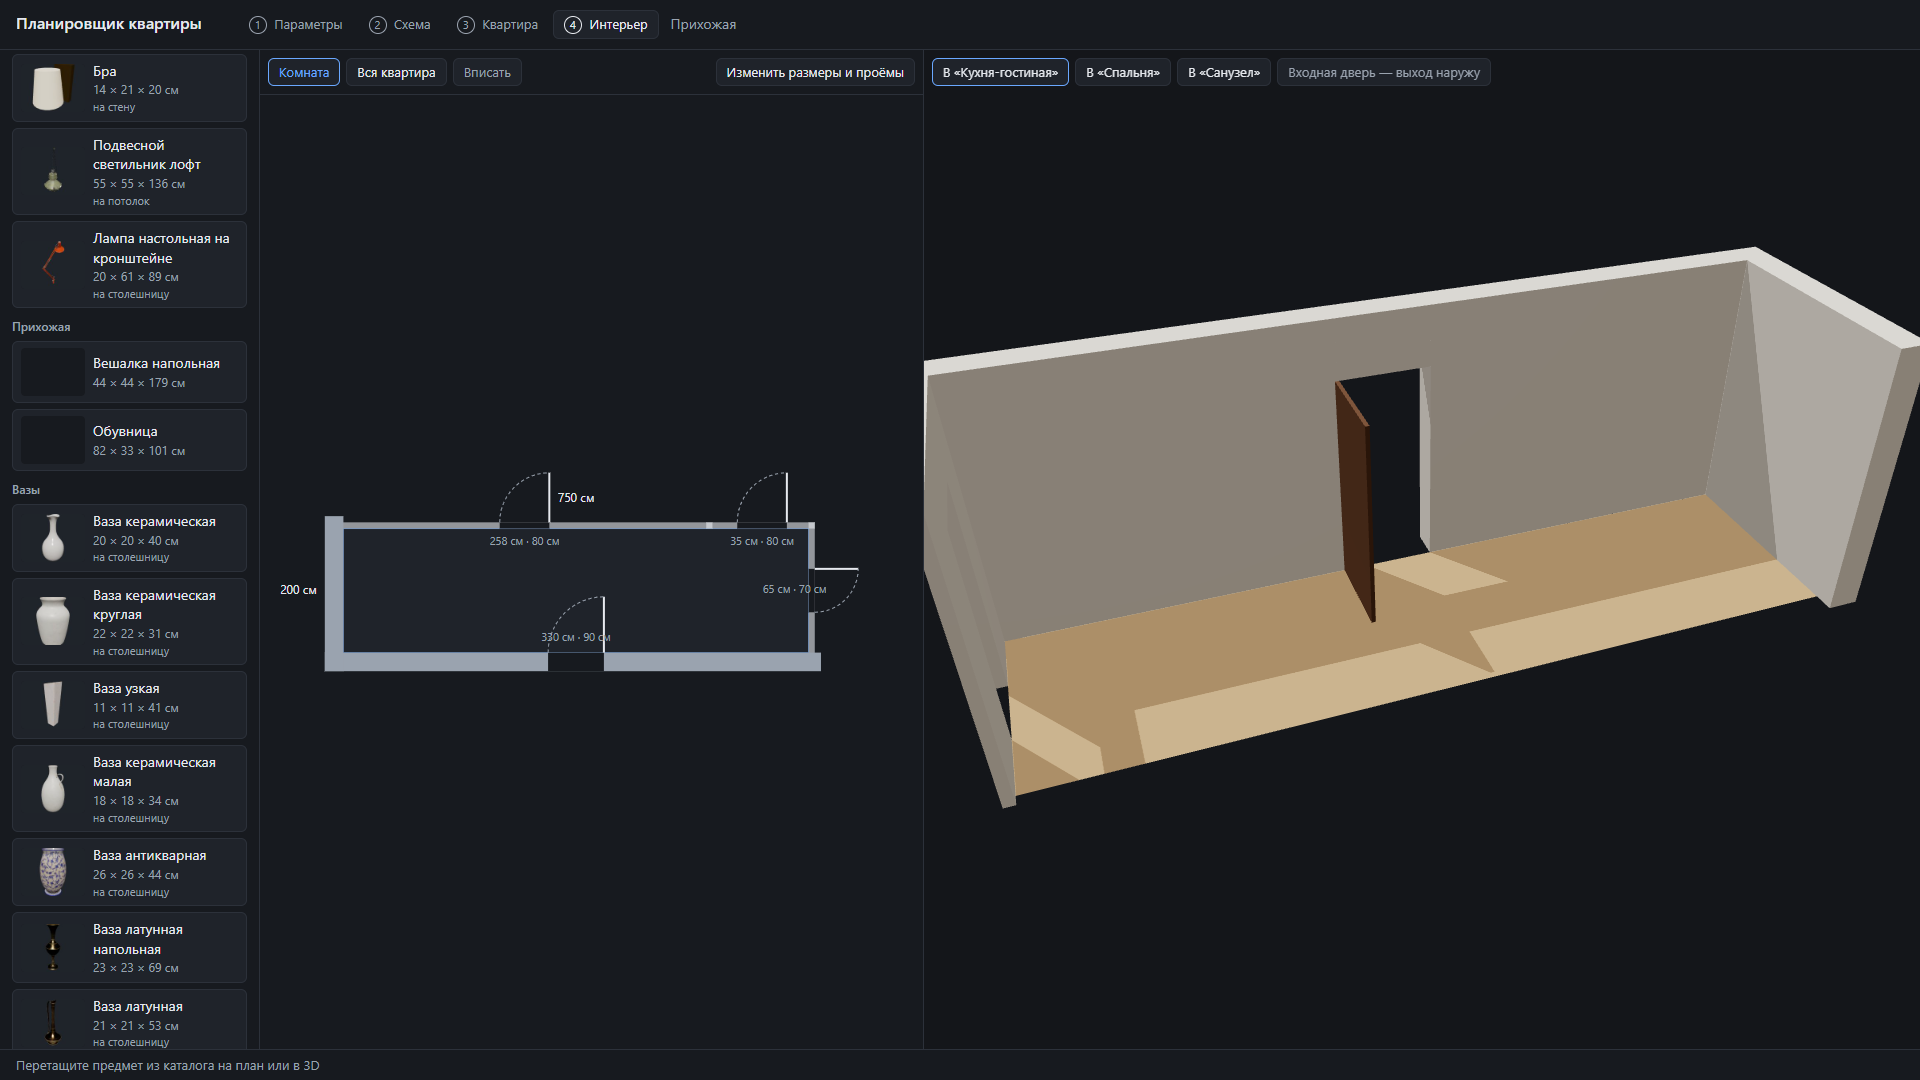 Планировщик квартиры
1 Параметры
2 Схема
3 Квартира
4 Интерьер
Прихожая
Бра
14 × 21 × 20 см
на стену
Подвесной
светильник лофт
55 × 55 × 136 см
на потолок
Лампа настольная на
кронштейне
20 × 61 × 89 см
на столешницу
Прихожая
Вешалка напольная
44 × 44 × 179 см
Обувница
82 × 33 × 101 см
Вазы
Ваза керамическая
20 × 20 × 40 см
на столешницу
Ваза керамическая
круглая
22 × 22 × 31 см
на столешницу
Ваза узкая
11 × 11 × 41 см
на столешницу
Ваза керамическая
малая
18 × 18 × 34 см
на столешницу
Ваза антикварная
26 × 26 × 44 см
на столешницу
Ваза латунная
напольная
23 × 23 × 69 см
Ваза латунная
21 × 21 × 53 см
на столешницу
Комната
Вся квартира
Вписать
Изменить размеры и проёмы
750 см
258 см · 80 см
35 см · 80 см
200 см
65 см · 70 см
330 см · 90 см
В «Кухня-гостиная»
В «Спальня»
В «Санузел»
Входная дверь — выход наружу
Перетащите предмет из каталога на план или в 3D